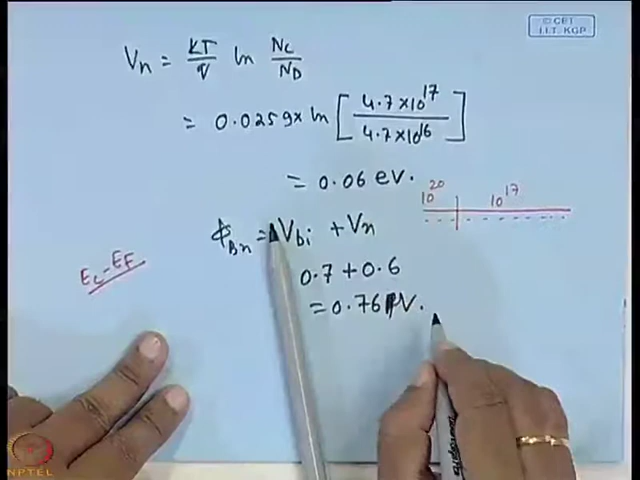 © CET
I.I.T. KGP
Vn = KT/q ln Nc/ND
= 0.0259 x ln [ 4.7×10^17 / 4.7×10^16 ]
= 0.06 eV.
10^20 10^17
ΦBn = Vbi + Vn
Ec-EF
0.7 + 0.6
= 0.76 V.
NPTEL